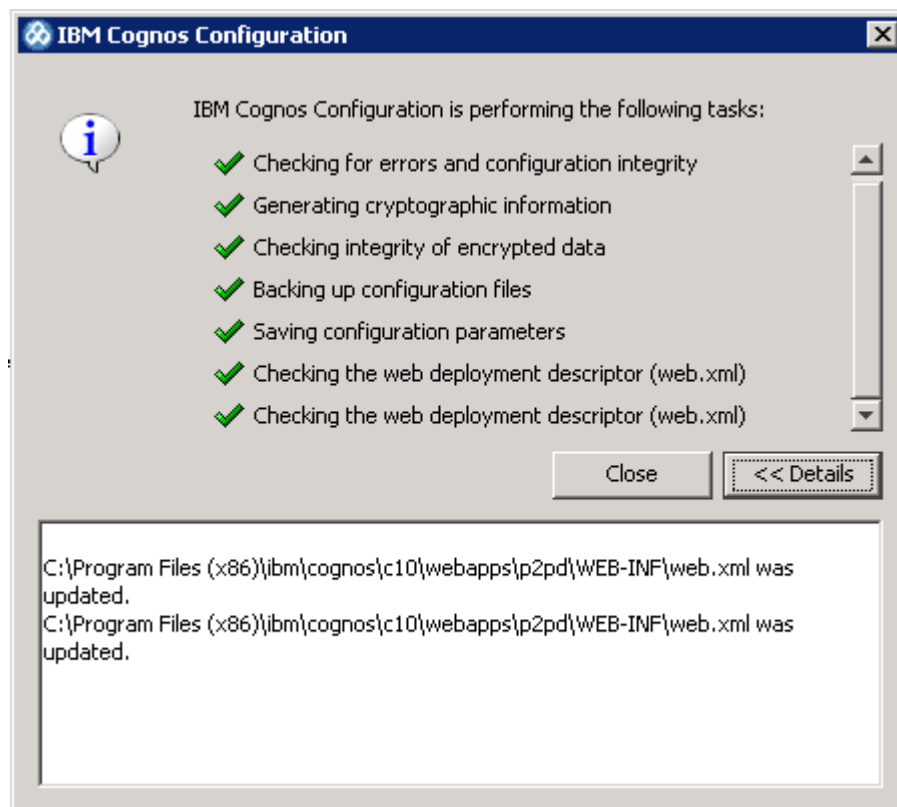 IBM Cognos Configuration
IBM Cognos Configuration is performing the following tasks:
Checking for errors and configuration integrity
Generating cryptographic information
Checking integrity of encrypted data
Backing up configuration files
Saving configuration parameters
Checking the web deployment descriptor (web.xml)
Checking the web deployment descriptor (web.xml)
Close
<< Details
C:\Program Files (x86)\ibm\cognos\c10\webapps\p2pd\WEB-INF\web.xml was
updated.
C:\Program Files (x86)\ibm\cognos\c10\webapps\p2pd\WEB-INF\web.xml was
updated.